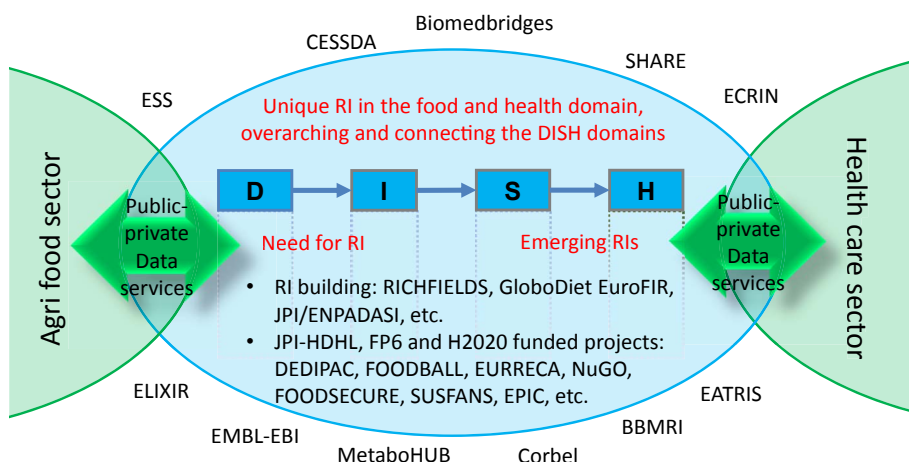 Biomedbridges
CESSDA
SHARE
ESS
ECRIN
Unique RI in the food and health domain,
overarching and connecting the DISH domains
Agri food sector
Health care sector
D
I
S
H
Public-
private
Data
services
Need for RI
Emerging RIs
Public-
private
Data
services
• RI building: RICHFIELDS, GloboDiet EuroFIR,
JPI/ENPADASI, etc.
• JPI-HDHL, FP6 and H2020 funded projects:
DEDIPAC, FOODBALL, EURRECA, NuGO,
FOODSECURE, SUSFANS, EPIC, etc.
ELIXIR
EATRIS
EMBL-EBI
BBMRI
MetaboHUB
Corbel